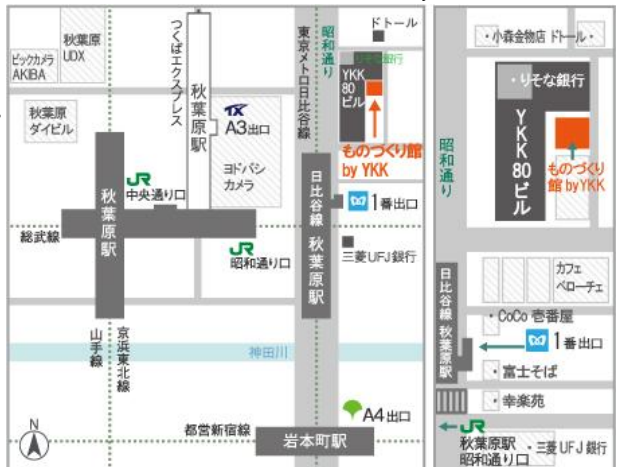 ビックカメラ
AKIBA
秋葉原
UDX
つくばエクスプレス
秋葉原駅
秋葉原
ダイビル
TX
A3出口
ヨドバシ
カメラ
東京メトロ日比谷線
昭和通り
ドトール
りそな銀行
YKK
80
ビル
ものづくり館
by YKK
JR
中央通り口
秋葉原駅
総武線
JR
昭和通り口
日比谷線 秋葉原駅
1番出口
三菱UFJ銀行
山手線
京浜東北線
神田川
A4出口
都営新宿線
岩本町駅
N
・小森金物店 ドトール・
・りそな銀行
YKK80ビル
昭和通り
ものづくり
館 by YKK
カフェ
ベローチェ
・CoCo 壱番屋
日比谷線 秋葉原駅
1番出口
・富士そば
・幸楽苑
JR
秋葉原駅
昭和通り口
・三菱UFJ銀行